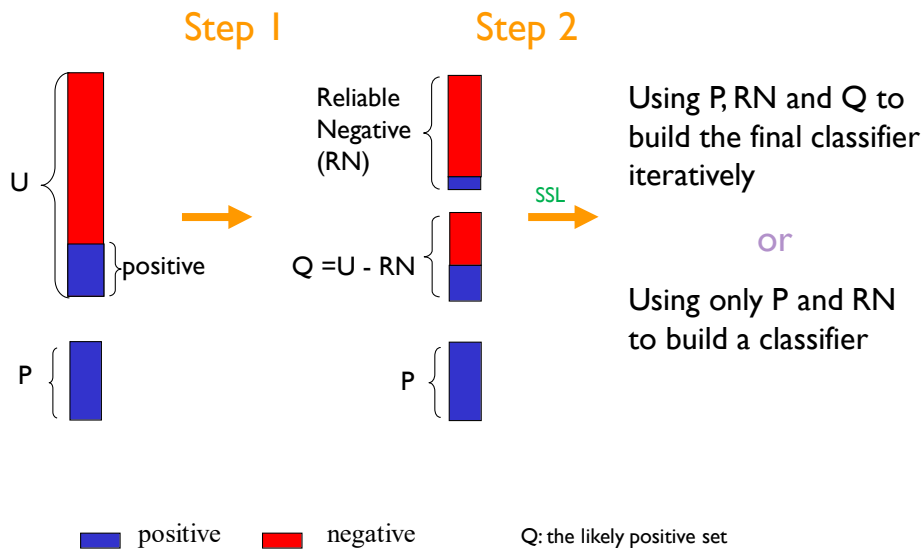 Step 1
Step 2
U
positive
P
Reliable
Negative
(RN)
Q =U - RN
P
SSL
Using P, RN and Q to
build the final classifier
iteratively
or
Using only P and RN
to build a classifier
positive
negative
Q: the likely positive set